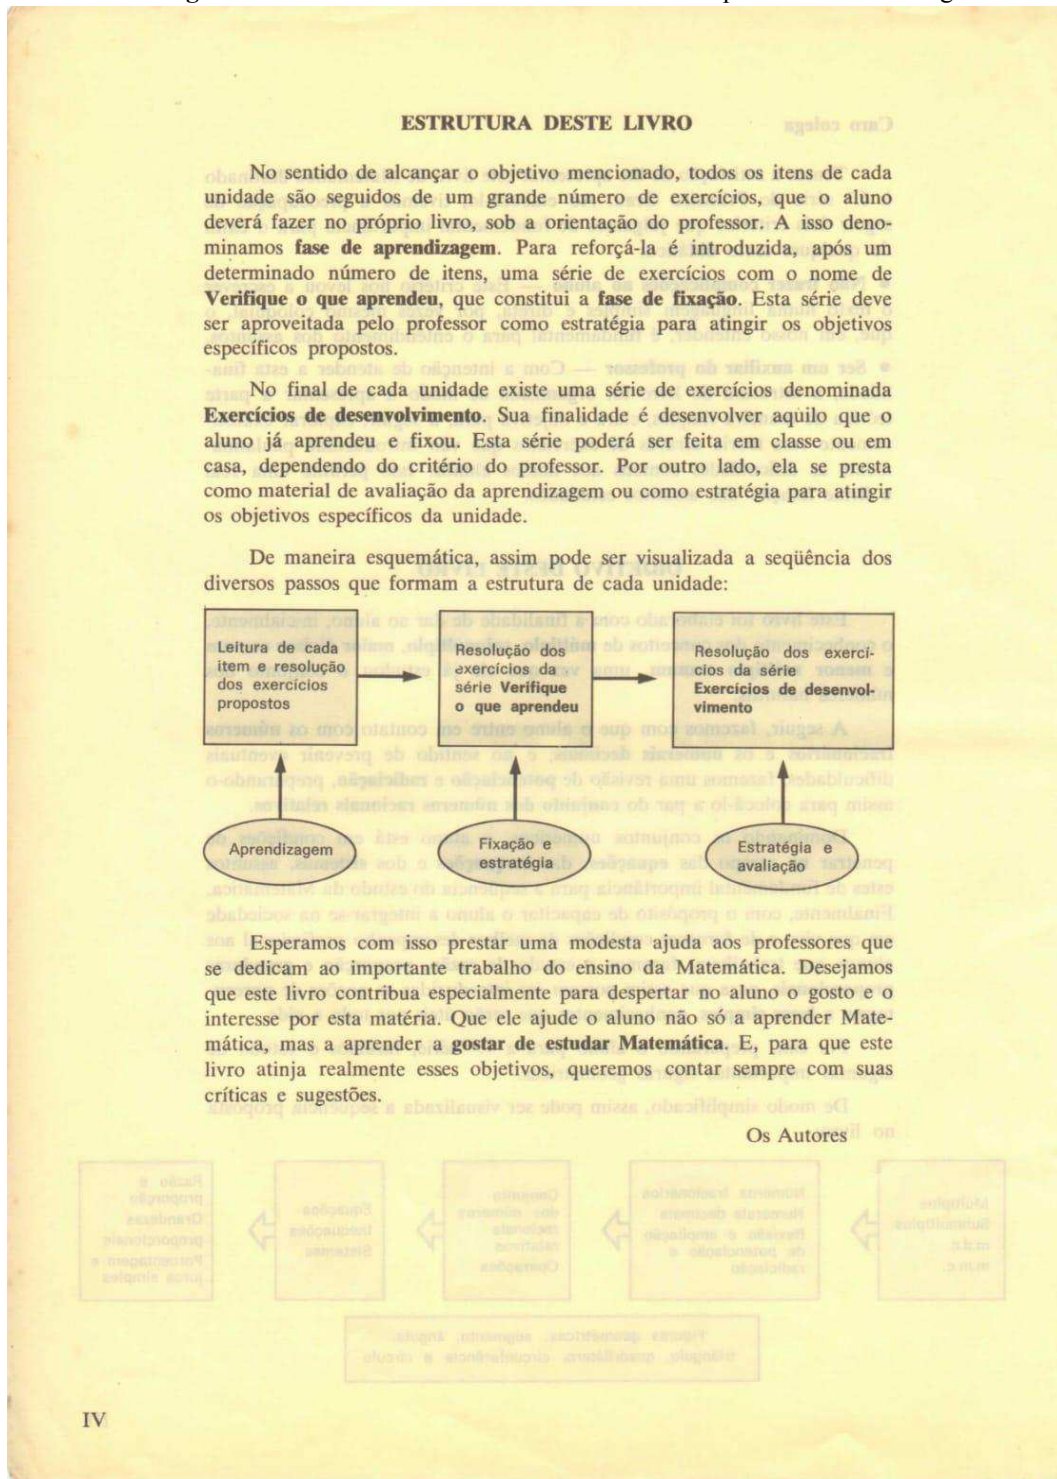 ESTRUTURA DESTE LIVRO
No sentido de alcançar o objetivo mencionado, todos os itens de cada
unidade são seguidos de um grande número de exercícios, que o aluno
deverá fazer no próprio livro, sob a orientação do professor. A isso deno-
minamos fase de aprendizagem. Para reforçá-la é introduzida, após um
determinado número de itens, uma série de exercícios com o nome de
Verifique o que aprendeu, que constitui a fase de fixação. Esta série deve
ser aproveitada pelo professor como estratégia para atingir os objetivos
específicos propostos.
No final de cada unidade existe uma série de exercícios denominada
Exercícios de desenvolvimento. Sua finalidade é desenvolver aquilo que o
aluno já aprendeu e fixou. Esta série poderá ser feita em classe ou em
casa, dependendo do critério do professor. Por outro lado, ela se presta
como material de avaliação da aprendizagem ou como estratégia para atingir
os objetivos específicos da unidade.
De maneira esquemática, assim pode ser visualizada a seqüência dos
diversos passos que formam a estrutura de cada unidade:
Leitura de cada
item e resolução
dos exercícios
propostos
Resolução dos
exercícios da
série Verifique
o que aprendeu
Resolução dos exercí-
cios da série
Exercícios de desenvol-
vimento
Aprendizagem
Fixação e
estratégia
Estratégia e
avaliação
Esperamos com isso prestar uma modesta ajuda aos professores que
se dedicam ao importante trabalho do ensino da Matemática. Desejamos
que este livro contribua especialmente para despertar no aluno o gosto e o
interesse por esta matéria. Que ele ajude o aluno não só a aprender Mate-
mática, mas a aprender a gostar de estudar Matemática. E, para que este
livro atinja realmente esses objetivos, queremos contar sempre com suas
críticas e sugestões.
Os Autores
IV